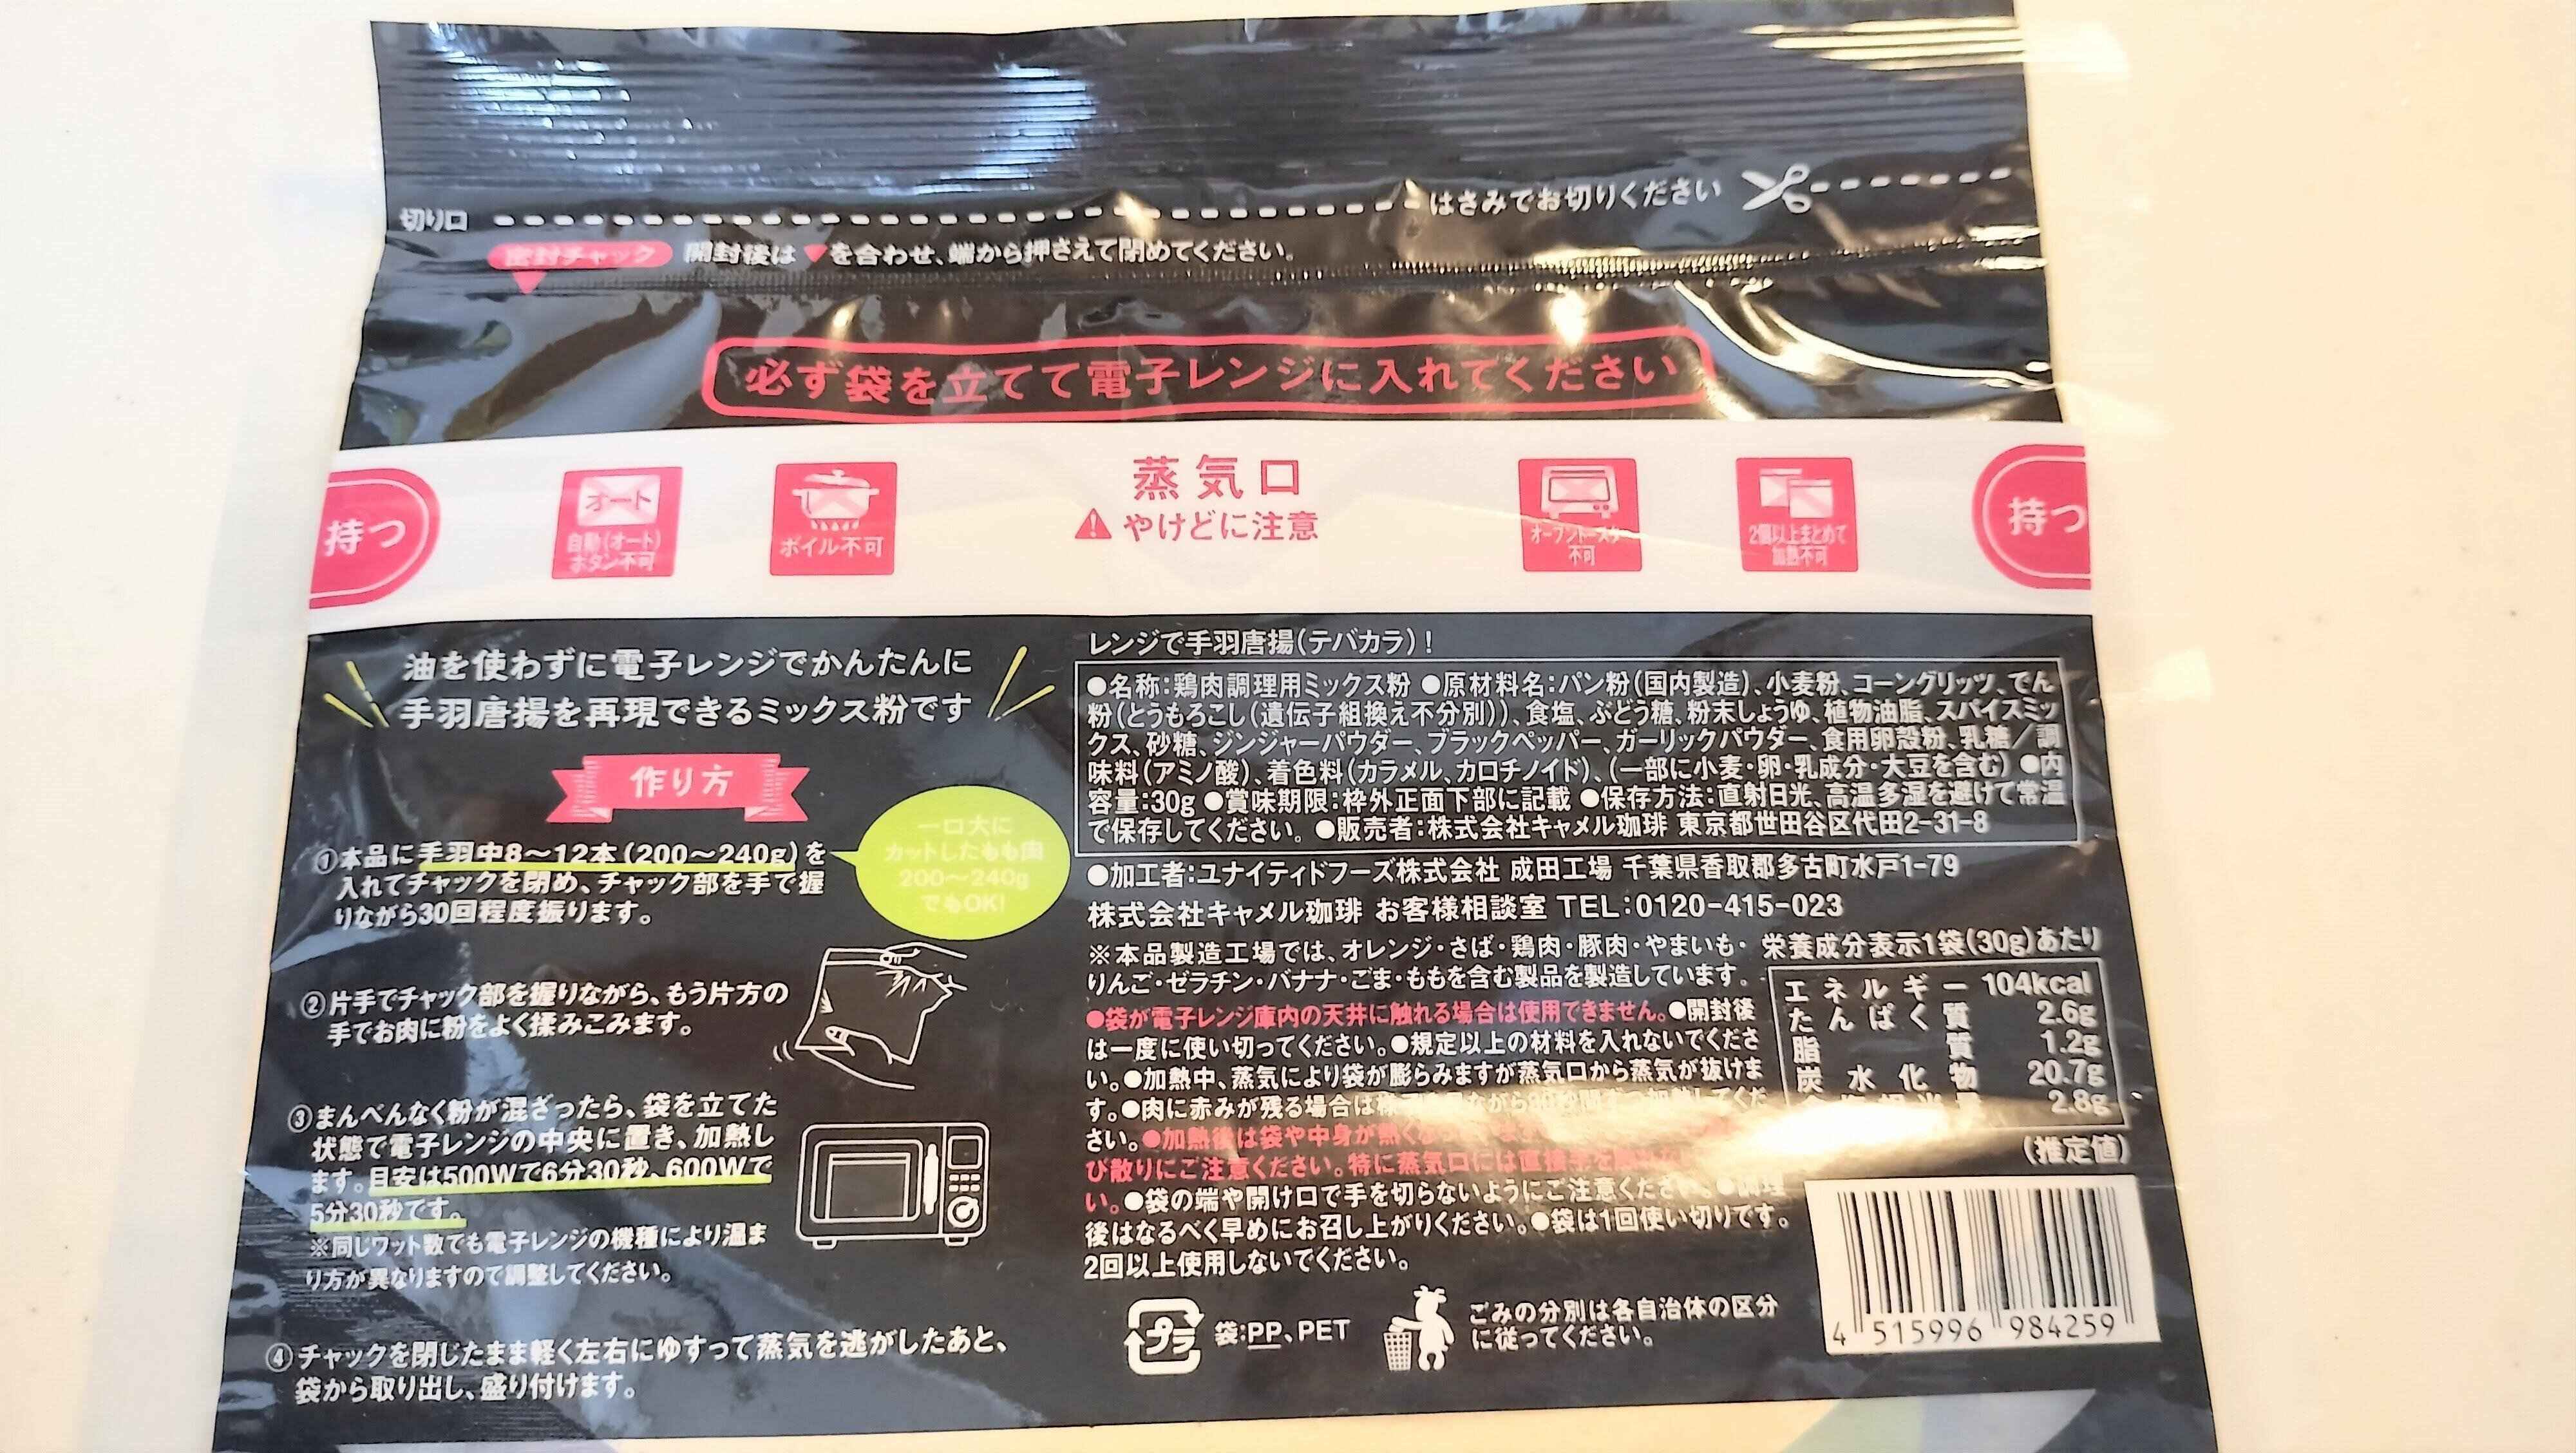 はさみでお切りください
切り口
密封チャック 開封後は▼を合わせ、端から押さえて閉めてください。
必ず袋を立てて電子レンジに入れてください
持つ
オート
自動(オート)
ボタン不可
ボイル不可
蒸気口
やけどに注意
オーブントースター
不可
2個以上まとめて
加熱不可
持つ
油を使わずに電子レンジでかんたんに
手羽唐揚を再現できるミックス粉です
作り方
①本品に手羽中8～12本(200～240g)を
入れてチャックを閉め、チャック部を手で握
りながら30回程度振ります。
一口大に
カットしたもも肉
200～240g
でもOK!
②片手でチャック部を握りながら、もう片方の
手でお肉に粉をよく揉みこみます。
③まんべんなく粉が混ざったら、袋を立てた
状態で電子レンジの中央に置き、加熱し
ます。目安は500Wで6分30秒、600Wで
5分30秒です。
※同じワット数でも電子レンジの機種により温ま
り方が異なりますので調整してください。
④チャックを閉じたまま軽く左右にゆすって蒸気を逃がしたあと、
袋から取り出し、盛り付けます。
レンジで手羽唐揚(テバカラ)!
●名称:鶏肉調理用ミックス粉 ●原材料名:パン粉(国内製造)、小麦粉、コーングリッツ、でん
粉(とうもろこし(遺伝子組換え不分別))、食塩、ぶどう糖、粉末しょうゆ、植物油脂、スパイスミッ
クス、砂糖、ジンジャーパウダー、ブラックペッパー、ガーリックパウダー、食用卵殻粉、乳糖/調
味料(アミノ酸)、着色料(カラメル、カロチノイド)、(一部に小麦・卵・乳成分・大豆を含む) ●内
容量:30g ●賞味期限:枠外正面下部に記載 ●保存方法:直射日光、高温多湿を避けて常温
で保存してください。 ●販売者:株式会社キャメル珈琲 東京都世田谷区代田2-31-8
●加工者:ユナイティドフーズ株式会社 成田工場 千葉県香取郡多古町水戸1-79
株式会社キャメル珈琲 お客様相談室 TEL:0120-415-023
※本品製造工場では、オレンジ・さば・鶏肉・豚肉・やまいも・
りんご・ゼラチン・バナナ・ごま・ももを含む製品を製造しています。
●袋が電子レンジ庫内の天井に触れる場合は使用できません。●開封後
は一度に使い切ってください。●規定以上の材料を入れないでくださ
い。●加熱中、蒸気により袋が膨らみますが蒸気口から蒸気が抜けま
す。●肉に赤みが残る場合は様子を見ながら30秒間ずつ加熱してくだ
さい。●加熱後は袋や中身が熱く
び散りにご注意ください。特に蒸気口には直接手を
い。●袋の端や開け口で手を切らないようにご注意ください。●調理
後はなるべく早めにお召し上がりください。●袋は1回使い切りです。
2回以上使用しないでください。
栄養成分表示1袋(30g)あたり
エネルギー 104kcal
たんぱく質 2.6g
脂質 1.2g
炭水化物 20.7g
2.8g
(推定値)
プラ 袋:PP、PET
ごみの分別は各自治体の区分
に従ってください。
4 515996 984259